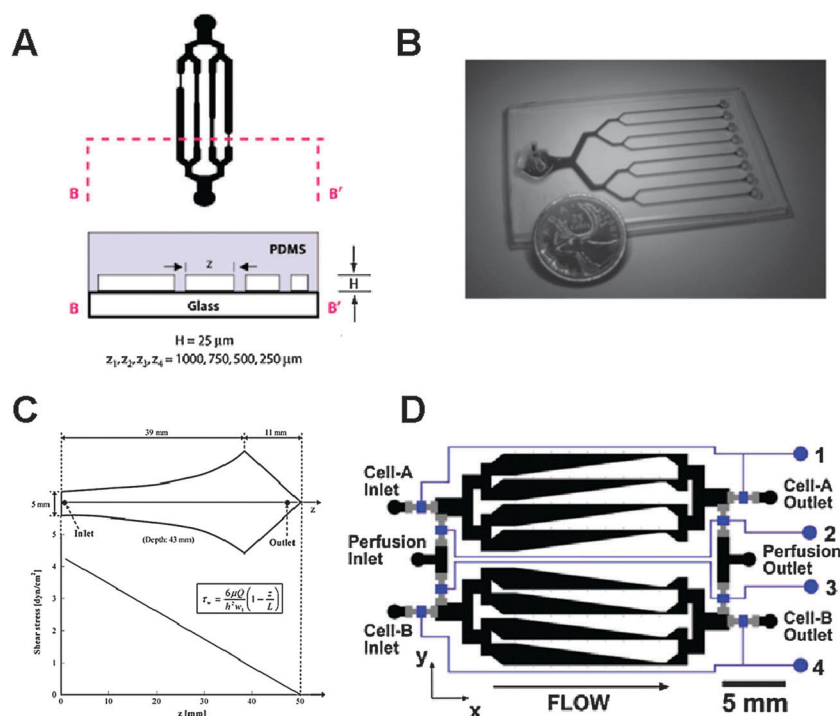 A
B
B'
PDMS
z
H
Glass
B
B'
H = 25 μm
z₁, z₂, z₃, z₄ = 1000, 750, 500, 250 μm
B
C
39 mm
11 mm
5 mm
z
Inlet
(Depth: 43 mm)
Outlet
Shear stress [dyn/cm²]
5
4
3
2
1
0
τw = 6μQ/h²w₁ (1 − z/L)
0
10
20
30
40
50
z [mm]
D
Cell-A
Inlet
Perfusion
Inlet
Cell-B
Inlet
1
Cell-A
Outlet
2
Perfusion
Outlet
3
Cell-B
Outlet
4
y
x
FLOW
5 mm